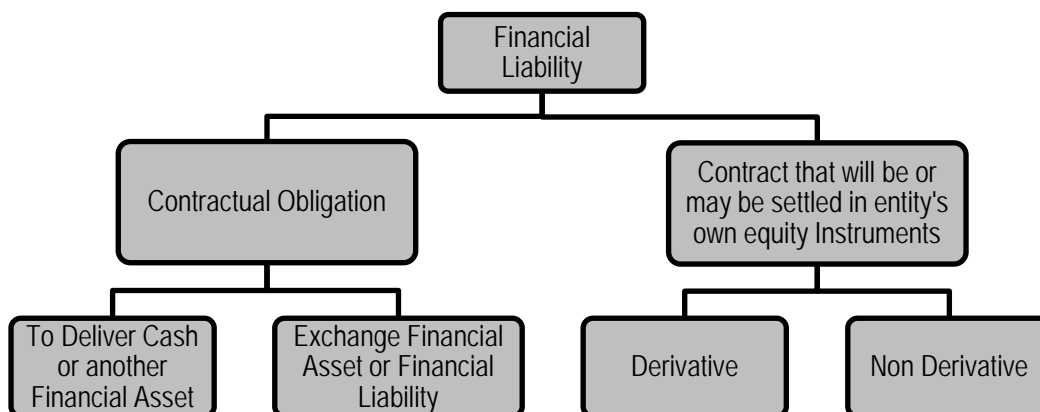 Financial
Liability
Contractual Obligation
Contract that will be or
may be settled in entity's
own equity Instruments
To Deliver Cash
or another
Financial Asset
Exchange Financial
Asset or Financial
Liability
Derivative
Non Derivative